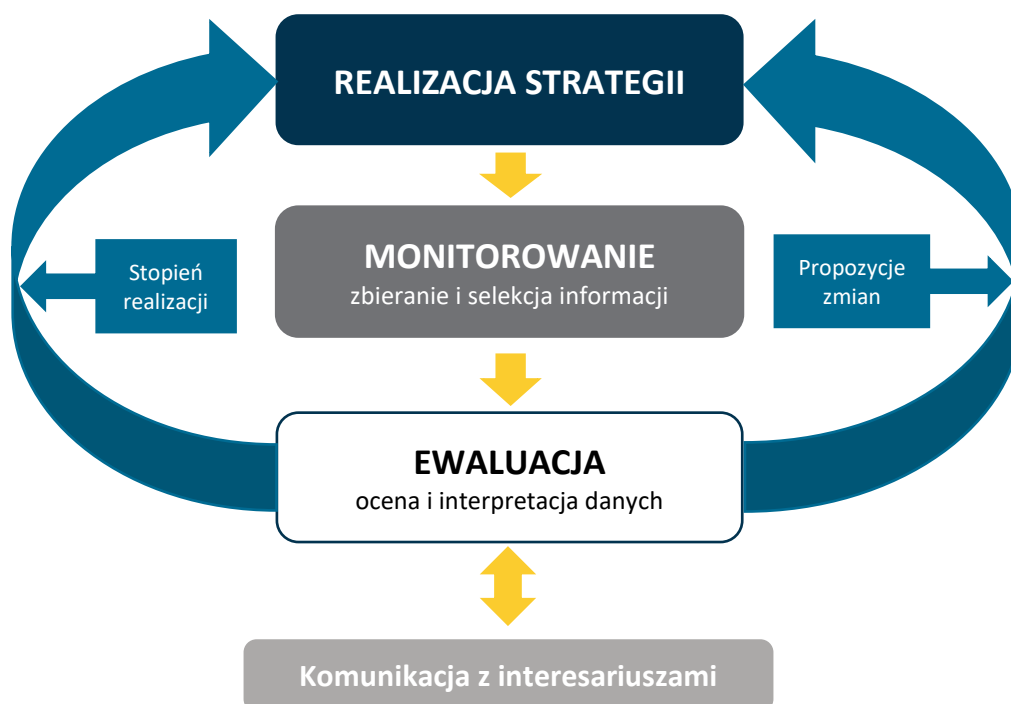 REALIZACJA STRATEGII
MONITOROWANIE
zbieranie i selekcja informacji
Stopień
realizacji
Propozycje
zmian
EWALUACJA
ocena i interpretacja danych
Komunikacja z interesariuszami